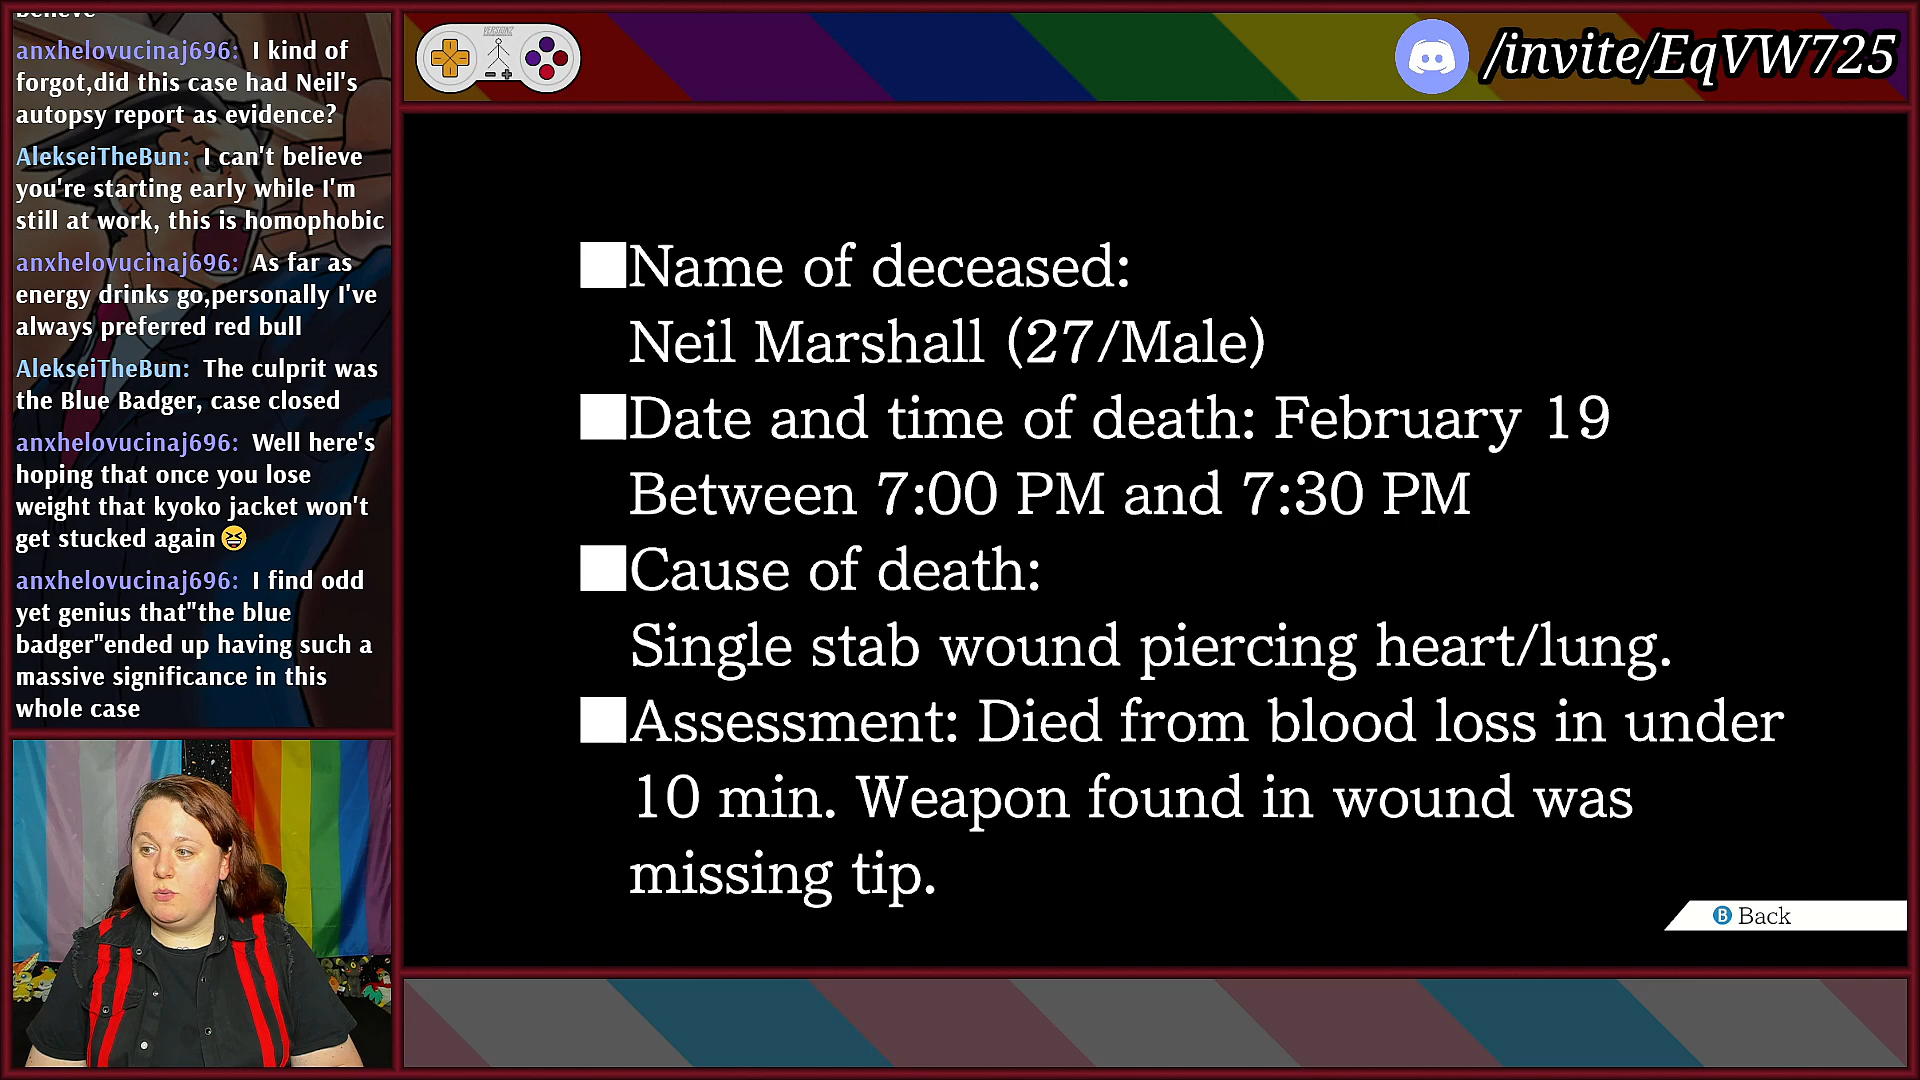 believe
anxhelovucinaj696: I kind of
forgot,did this case had Neil's
autopsy report as evidence?
AlekseiTheBun: I can't believe
you're starting early while I'm
still at work, this is homophobic
anxhelovucinaj696: As far as
energy drinks go,personally I've
always preferred red bull
AlekseiTheBun: The culprit was
the Blue Badger, case closed
anxhelovucinaj696: Well here's
hoping that once you lose
weight that kyoko jacket won't
get stucked again 😆
anxhelovucinaj696: I find odd
yet genius that"the blue
badger"ended up having such a
massive significance in this
whole case
VERSIONZ
/invite/EqVW725
Name of deceased:
Neil Marshall (27/Male)
Date and time of death: February 19
Between 7:00 PM and 7:30 PM
Cause of death:
Single stab wound piercing heart/lung.
Assessment: Died from blood loss in under
10 min. Weapon found in wound was
missing tip.
B Back